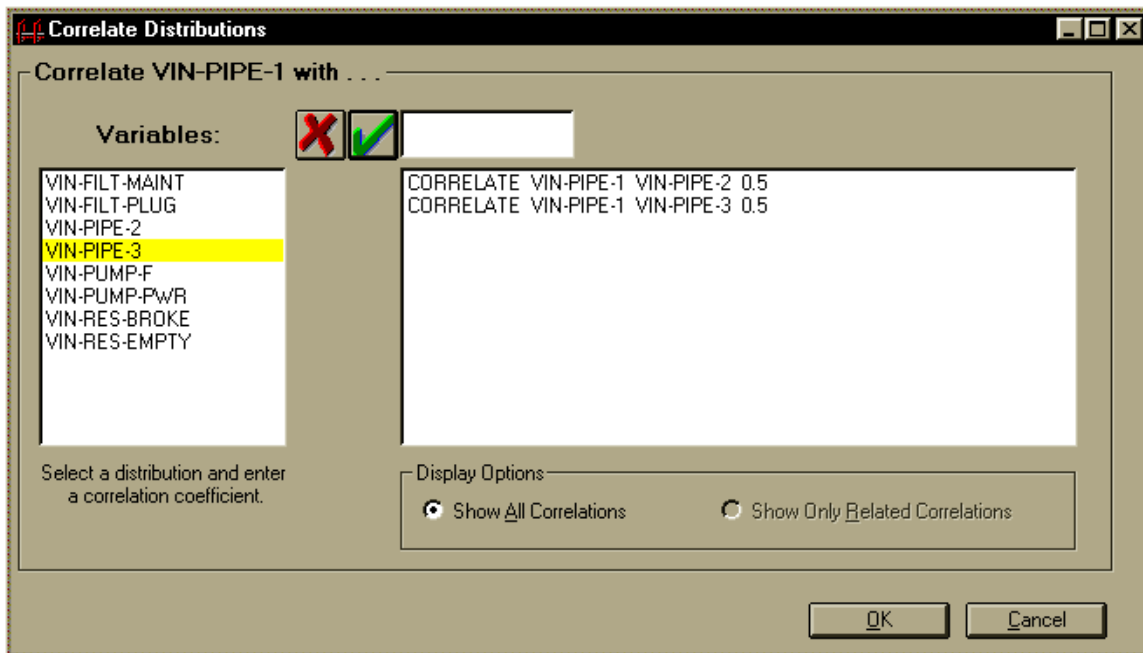 Correlate Distributions
Correlate VIN-PIPE-1 with . . .
Variables:
VIN-FILT-MAINT
VIN-FILT-PLUG
VIN-PIPE-2
VIN-PIPE-3
VIN-PUMP-F
VIN-PUMP-PWR
VIN-RES-BROKE
VIN-RES-EMPTY
CORRELATE VIN-PIPE-1 VIN-PIPE-2 0.5
CORRELATE VIN-PIPE-1 VIN-PIPE-3 0.5
Select a distribution and enter
a correlation coefficient.
Display Options
Show All Correlations
Show Only Related Correlations
OK
Cancel